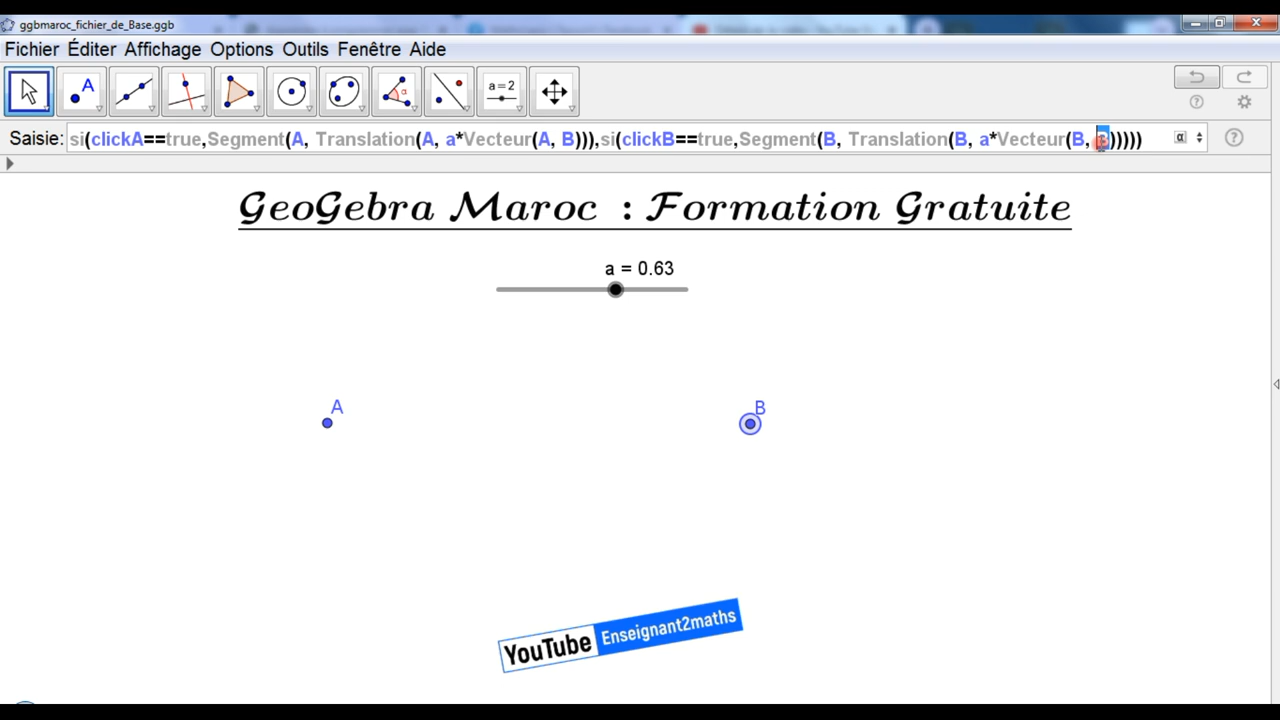 ggbmaroc_fichier_de_Base.ggb
Fichier Éditer Affichage Options Outils Fenêtre Aide
A
α
a=2
Saisie: si(clickA==true,Segment(A, Translation(A, a*Vecteur(A, B))),si(clickB==true,Segment(B, Translation(B, a*Vecteur(B, )))))
α
GeoGebra Maroc : Formation Gratuite
a = 0.63
A
B
YouTube Enseignant2maths